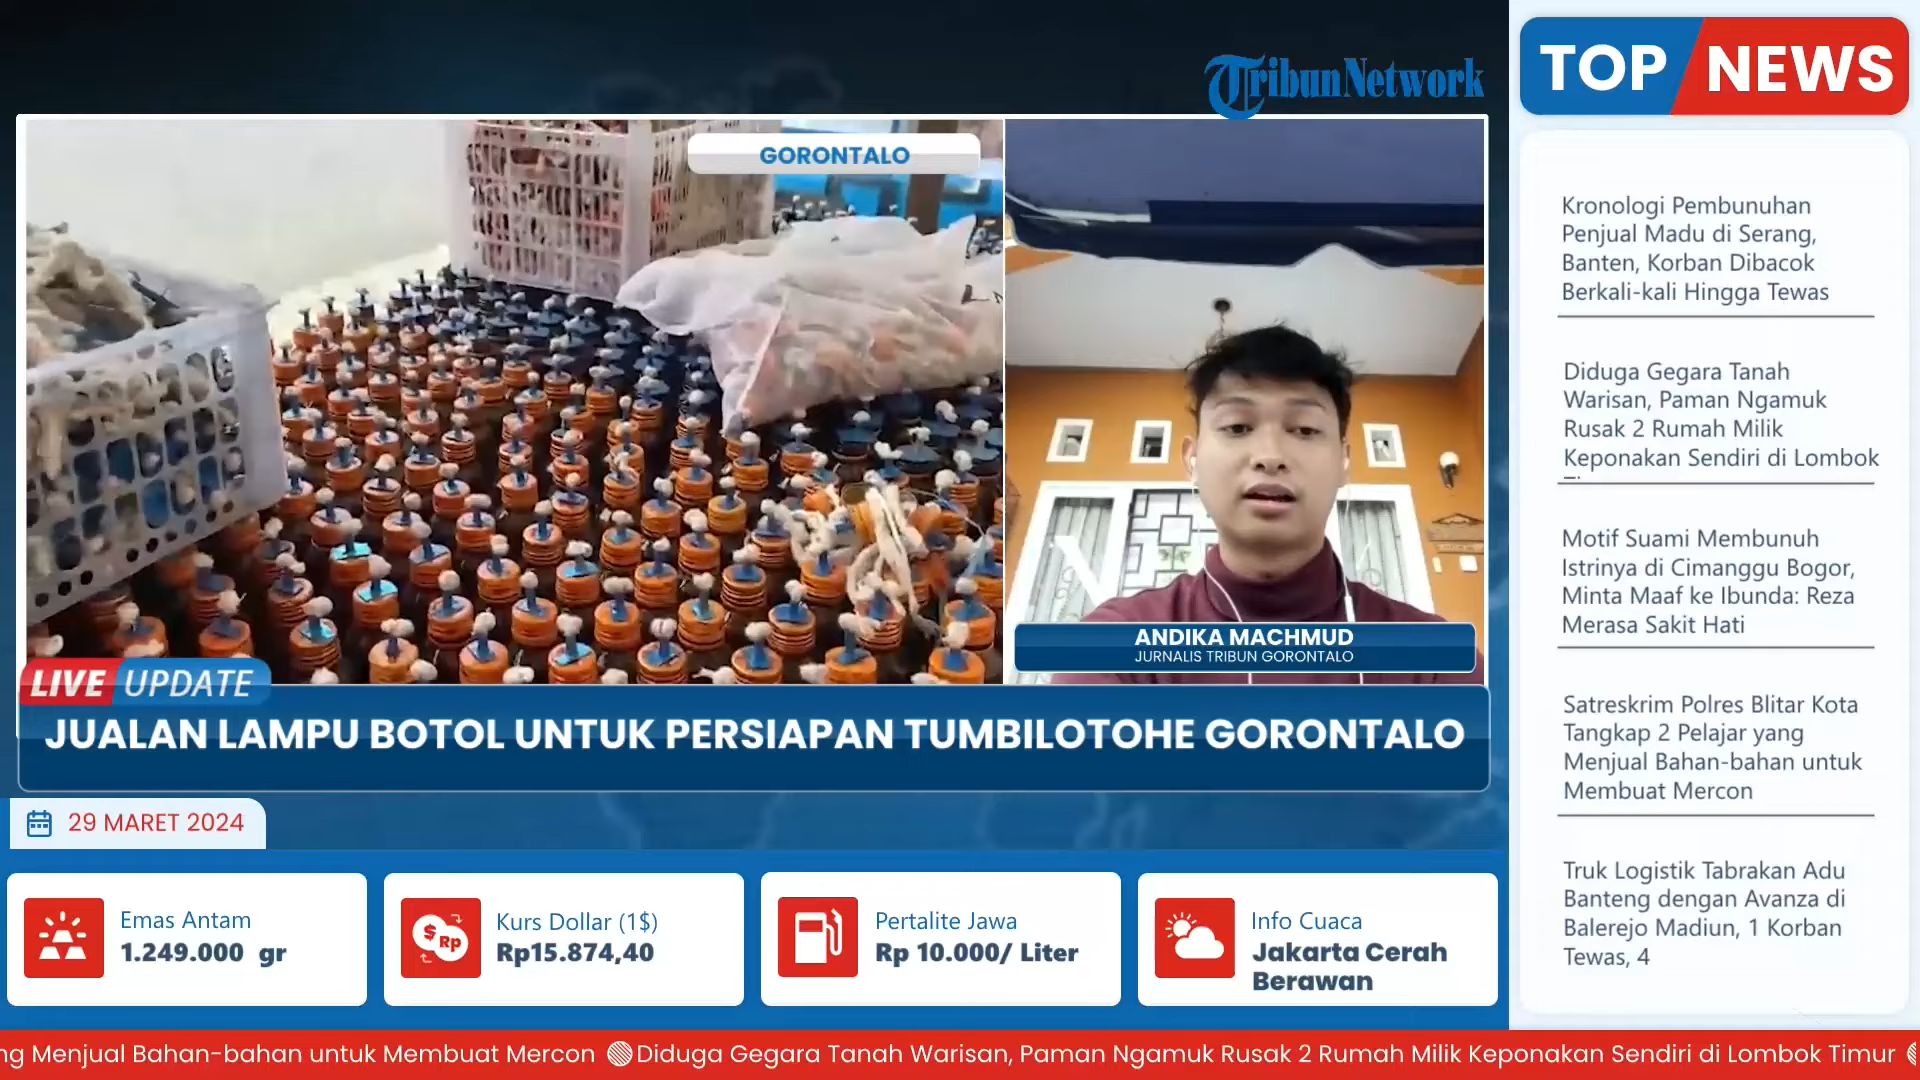 TribunNetwork
GORONTALO
ANDIKA MACHMUD
JURNALIS TRIBUN GORONTALO
LIVE UPDATE
JUALAN LAMPU BOTOL UNTUK PERSIAPAN TUMBILOTOHE GORONTALO
29 MARET 2024
Emas Antam
1.249.000 gr
Kurs Dollar (1$)
Rp15.874,40
Pertalite Jawa
Rp 10.000/ Liter
Info Cuaca
Jakarta Cerah
Berawan
TOP NEWS
Kronologi Pembunuhan
Penjual Madu di Serang,
Banten, Korban Dibacok
Berkali-kali Hingga Tewas
Diduga Gegara Tanah
Warisan, Paman Ngamuk
Rusak 2 Rumah Milik
Keponakan Sendiri di Lombok
Motif Suami Membunuh
Istrinya di Cimanggu Bogor,
Minta Maaf ke Ibunda: Reza
Merasa Sakit Hati
Satreskrim Polres Blitar Kota
Tangkap 2 Pelajar yang
Menjual Bahan-bahan untuk
Membuat Mercon
Truk Logistik Tabrakan Adu
Banteng dengan Avanza di
Balerejo Madiun, 1 Korban
Tewas, 4
ng Menjual Bahan-bahan untuk Membuat Mercon Diduga Gegara Tanah Warisan, Paman Ngamuk Rusak 2 Rumah Milik Keponakan Sendiri di Lombok Timur